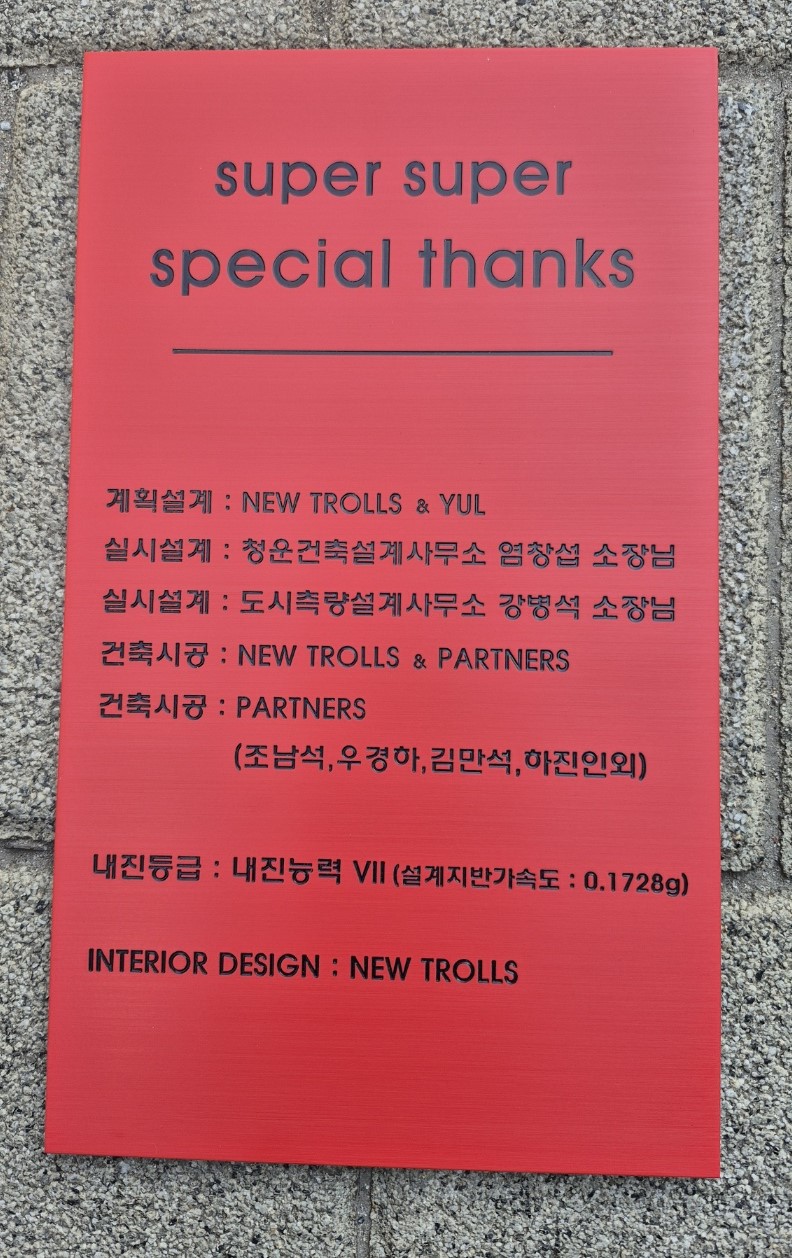 super super
special thanks
계획설계 : NEW TROLLS & YUL
실시설계 : 청운건축설계사무소 염창섭 소장님
실시설계 : 도시측량설계사무소 강병석 소장님
건축시공 : NEW TROLLS & PARTNERS
건축시공 : PARTNERS
(조남석,우경하,김만석,하진인외)
내진등급 : 내진능력 VII (설계지반가속도 : 0.1728g)
INTERIOR DESIGN : NEW TROLLS